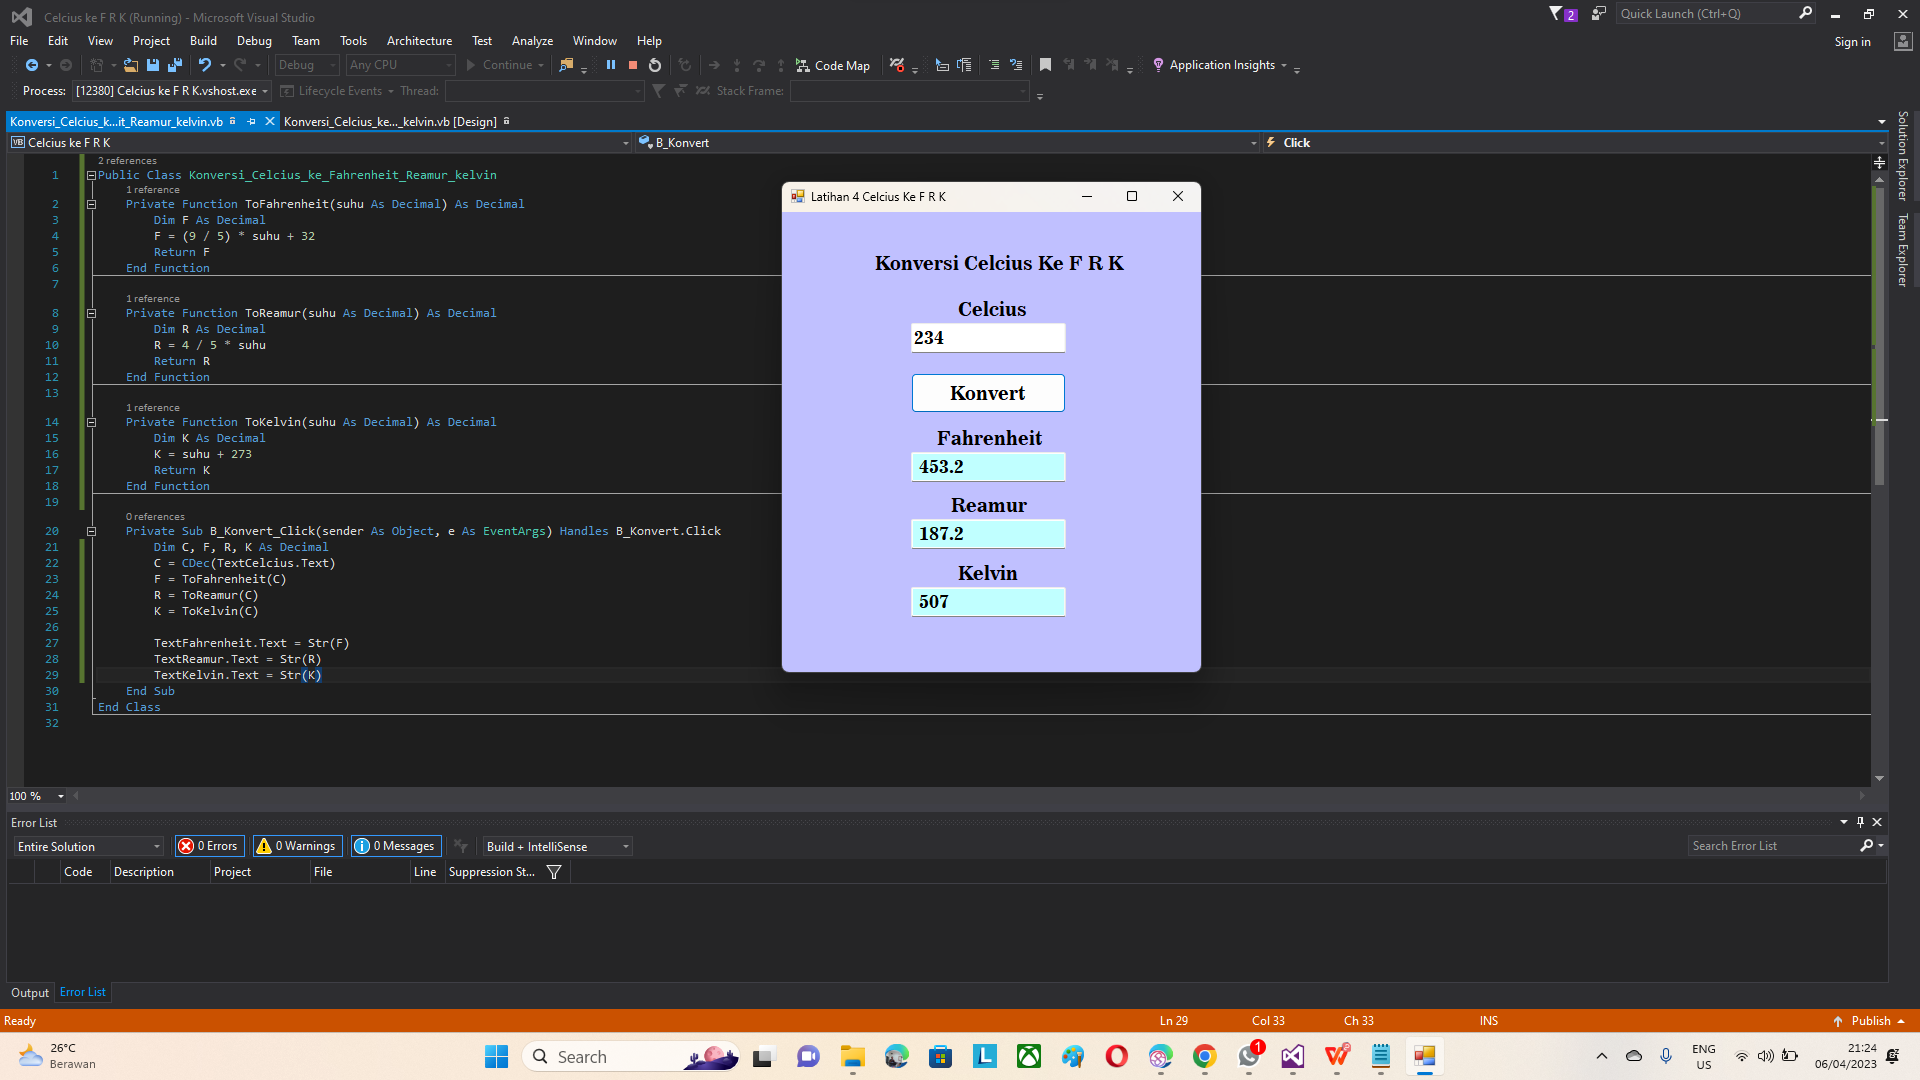 Celcius ke F R K (Running) - Microsoft Visual Studio
2
Quick Launch (Ctrl+Q)
File Edit View Project Build Debug Team Tools Architecture Test Analyze Window Help
Sign in
Debug Any CPU Continue Code Map Application Insights
Process: [12380] Celcius ke F R K.vshost.exe Lifecycle Events Thread: Stack Frame:
Konversi_Celcius_k...it_Reamur_kelvin.vb Konversi_Celcius_ke..._kelvin.vb [Design]
VB Celcius ke F R K B_Konvert Click
2 references
1 Public Class Konversi_Celcius_ke_Fahrenheit_Reamur_kelvin
1 reference
2 Private Function ToFahrenheit(suhu As Decimal) As Decimal
3 Dim F As Decimal
4 F = (9 / 5) * suhu + 32
5 Return F
6 End Function
7
1 reference
8 Private Function ToReamur(suhu As Decimal) As Decimal
9 Dim R As Decimal
10 R = 4 / 5 * suhu
11 Return R
12 End Function
13
1 reference
14 Private Function ToKelvin(suhu As Decimal) As Decimal
15 Dim K As Decimal
16 K = suhu + 273
17 Return K
18 End Function
19
0 references
20 Private Sub B_Konvert_Click(sender As Object, e As EventArgs) Handles B_Konvert.Click
21 Dim C, F, R, K As Decimal
22 C = CDec(TextCelcius.Text)
23 F = ToFahrenheit(C)
24 R = ToReamur(C)
25 K = ToKelvin(C)
26
27 TextFahrenheit.Text = Str(F)
28 TextReamur.Text = Str(R)
29 TextKelvin.Text = Str(K)
30 End Sub
31 End Class
32
Latihan 4 Celcius Ke F R K
Konversi Celcius Ke F R K
Celcius
234
Konvert
Fahrenheit
453.2
Reamur
187.2
Kelvin
507
Solution Explorer
Team Explorer
100 %
Error List
Entire Solution 0 Errors 0 Warnings 0 Messages Build + IntelliSense
Search Error List
Code Description Project File Line Suppression St...
Output Error List
Ready Ln 29 Col 33 Ch 33 INS Publish
26°C
Berawan
Search
1
ENG
US
21:24
06/04/2023